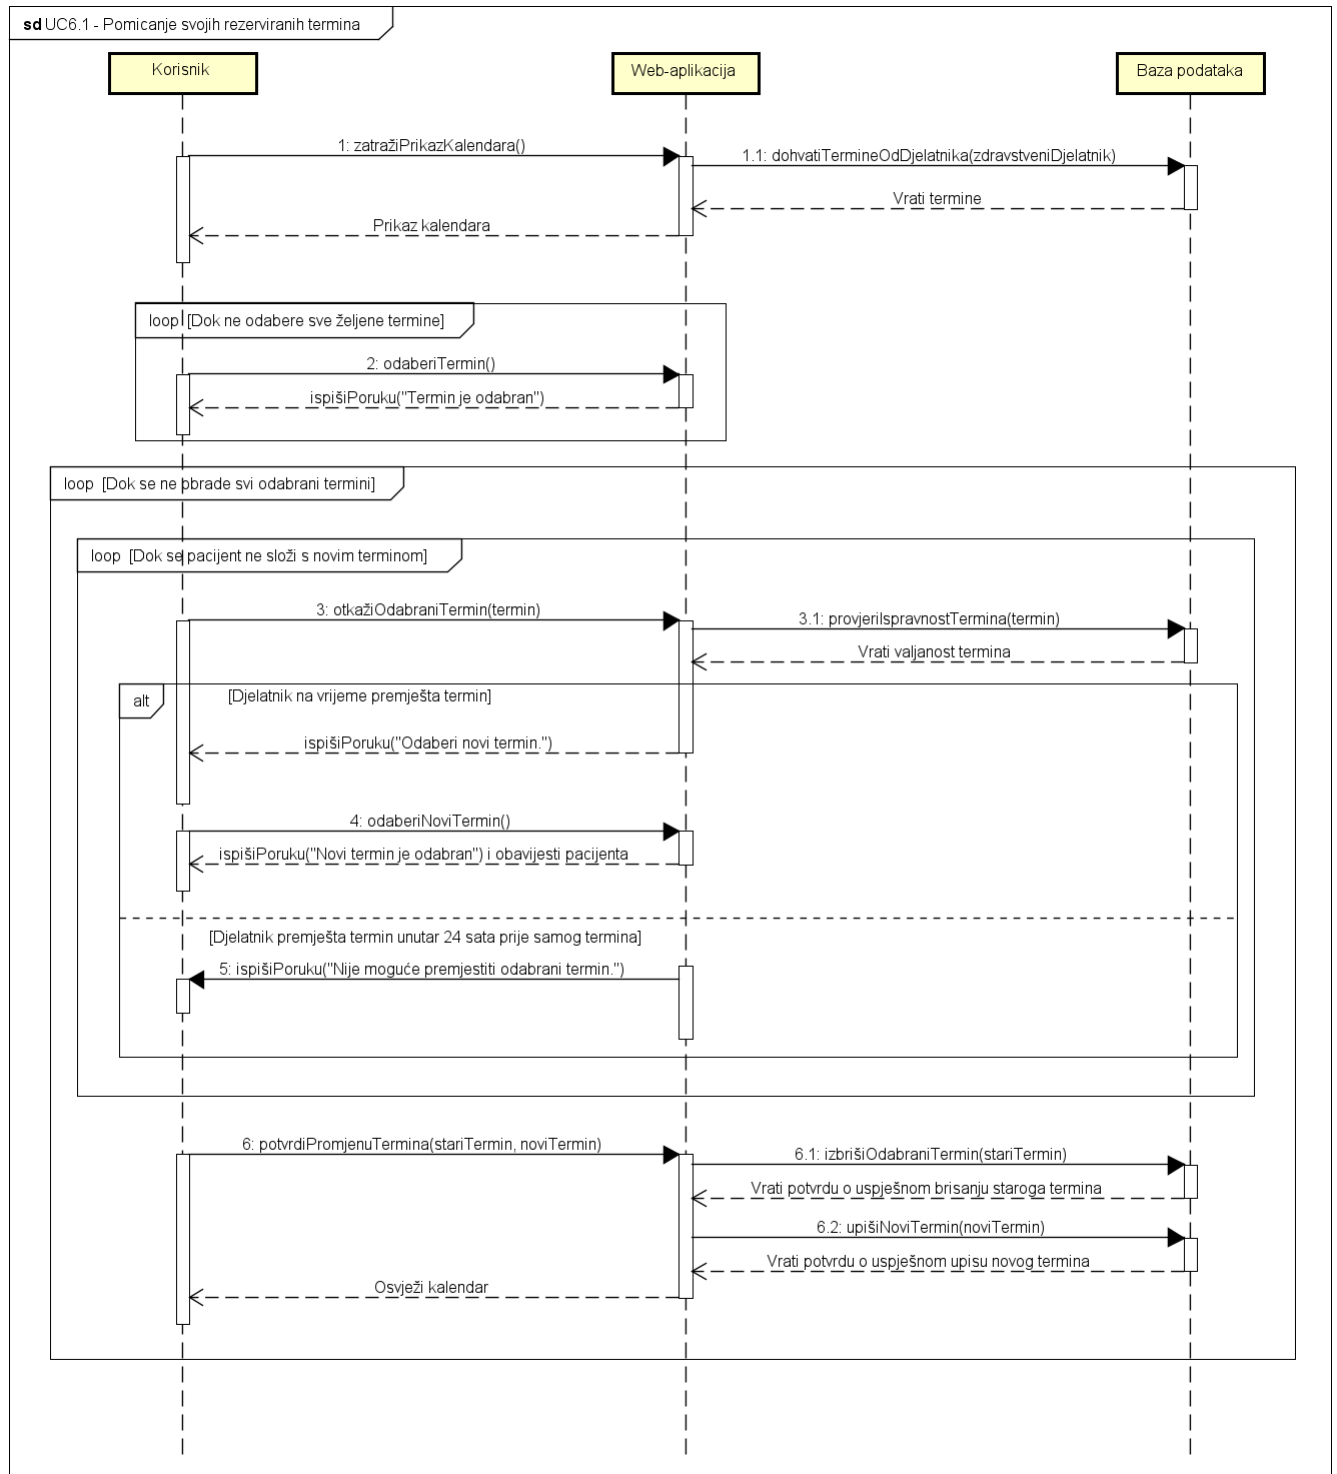 sd UC6.1 - Pomicanje svojih rezerviranih termina
Korisnik
Web-aplikacija
Baza podataka
1: zatražiPrikazKalendara()
1.1: dohvatiTermineOdDjelatnika(zdravstveniDjelatnik)
Vrati termine
Prikaz kalendara
loop [Dok ne odabere sve željene termine]
2: odaberiTermin()
ispišiPoruku("Termin je odabran")
loop [Dok se ne obrade svi odabrani termini]
loop [Dok se pacijent ne složi s novim terminom]
3: otkažiOdabraniTermin(termin)
3.1: provjeriIspravnostTermina(termin)
Vrati valjanost termina
alt [Djelatnik na vrijeme premješta termin]
ispišiPoruku("Odaberi novi termin.")
4: odaberiNoviTermin()
ispišiPoruku("Novi termin je odabran") i obavijesti pacijenta
[Djelatnik premješta termin unutar 24 sata prije samog termina]
5: ispišiPoruku("Nije moguće premjestiti odabrani termin.")
6: potvrdiPromjenuTermina(stariTermin, noviTermin)
6.1: izbrišiOdabraniTermin(stariTermin)
Vrati potvrdu o uspješnom brisanju staroga termina
6.2: upišiNoviTermin(noviTermin)
Vrati potvrdu o uspješnom upisu novog termina
Osvježi kalendar